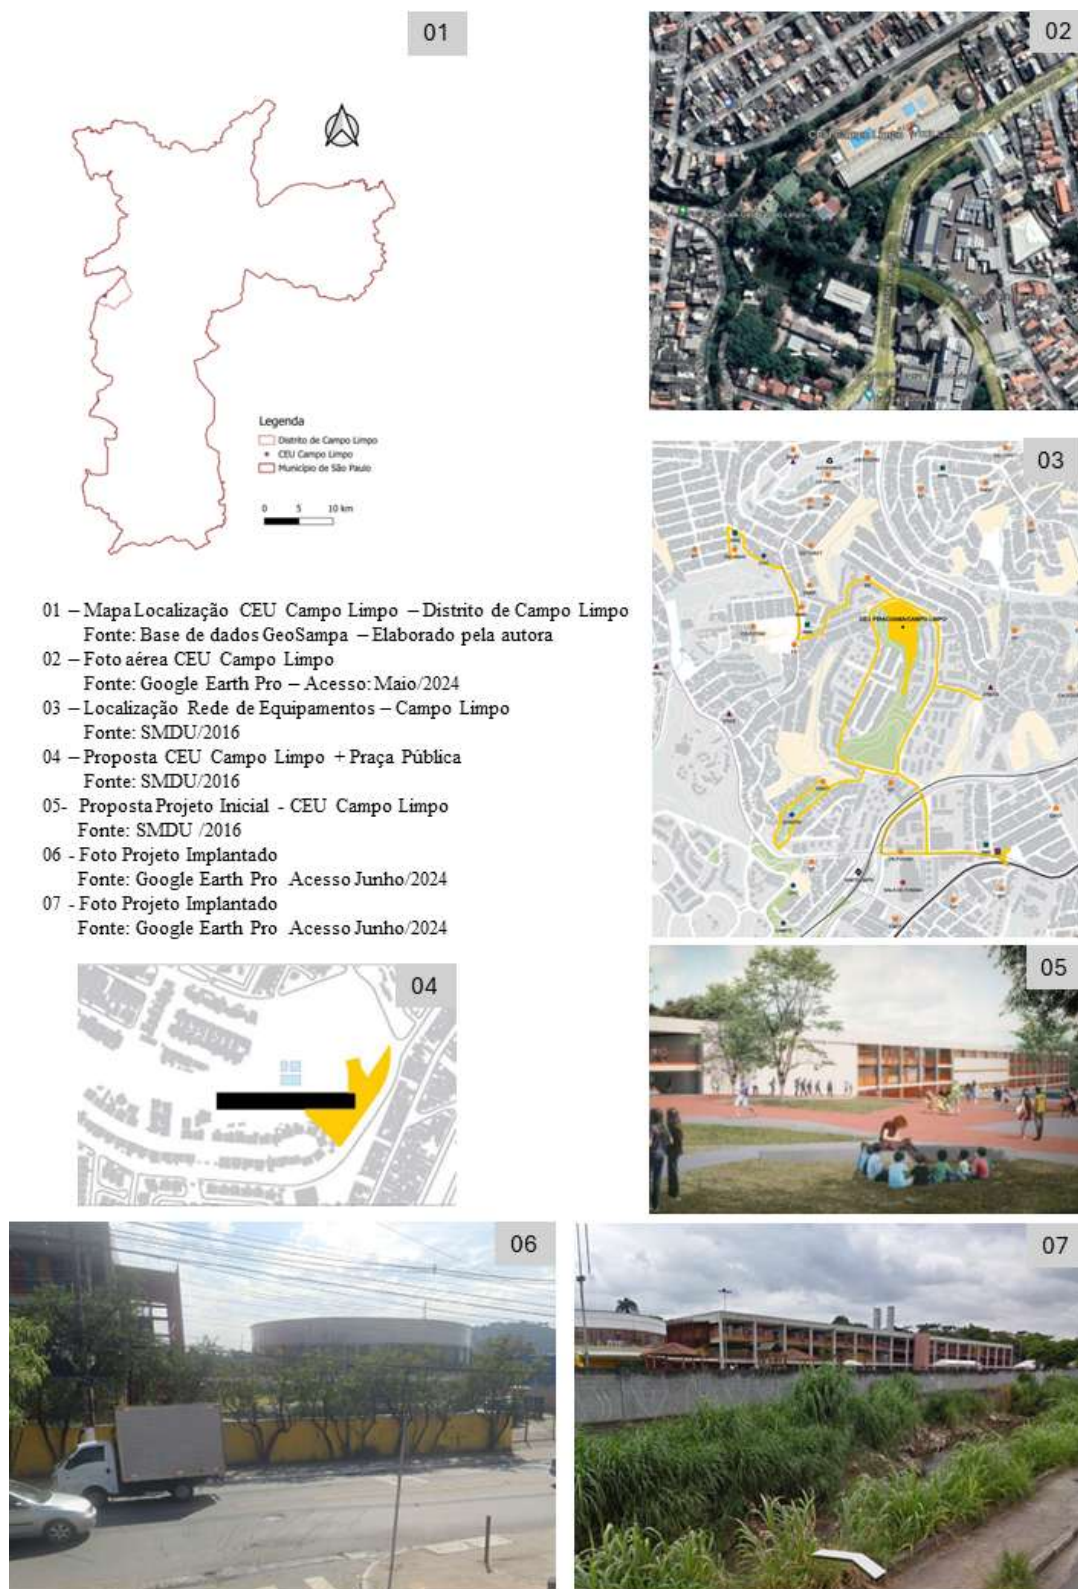 01
02
Legenda
Distrito de Campo Limpo
CEU Campo Limpo
Município de São Paulo
0 5 10 km
03
CEU PIRACUAMA/CAMPO LIMPO
01 – Mapa Localização CEU Campo Limpo – Distrito de Campo Limpo
Fonte: Base de dados GeoSampa – Elaborado pela autora
02 – Foto aérea CEU Campo Limpo
Fonte: Google Earth Pro – Acesso: Maio/2024
03 – Localização Rede de Equipamentos – Campo Limpo
Fonte: SMDU/2016
04 – Proposta CEU Campo Limpo + Praça Pública
Fonte: SMDU/2016
05- Proposta Projeto Inicial - CEU Campo Limpo
Fonte: SMDU /2016
06 - Foto Projeto Implantado
Fonte: Google Earth Pro Acesso Junho/2024
07 - Foto Projeto Implantado
Fonte: Google Earth Pro Acesso Junho/2024
04
05
06
07